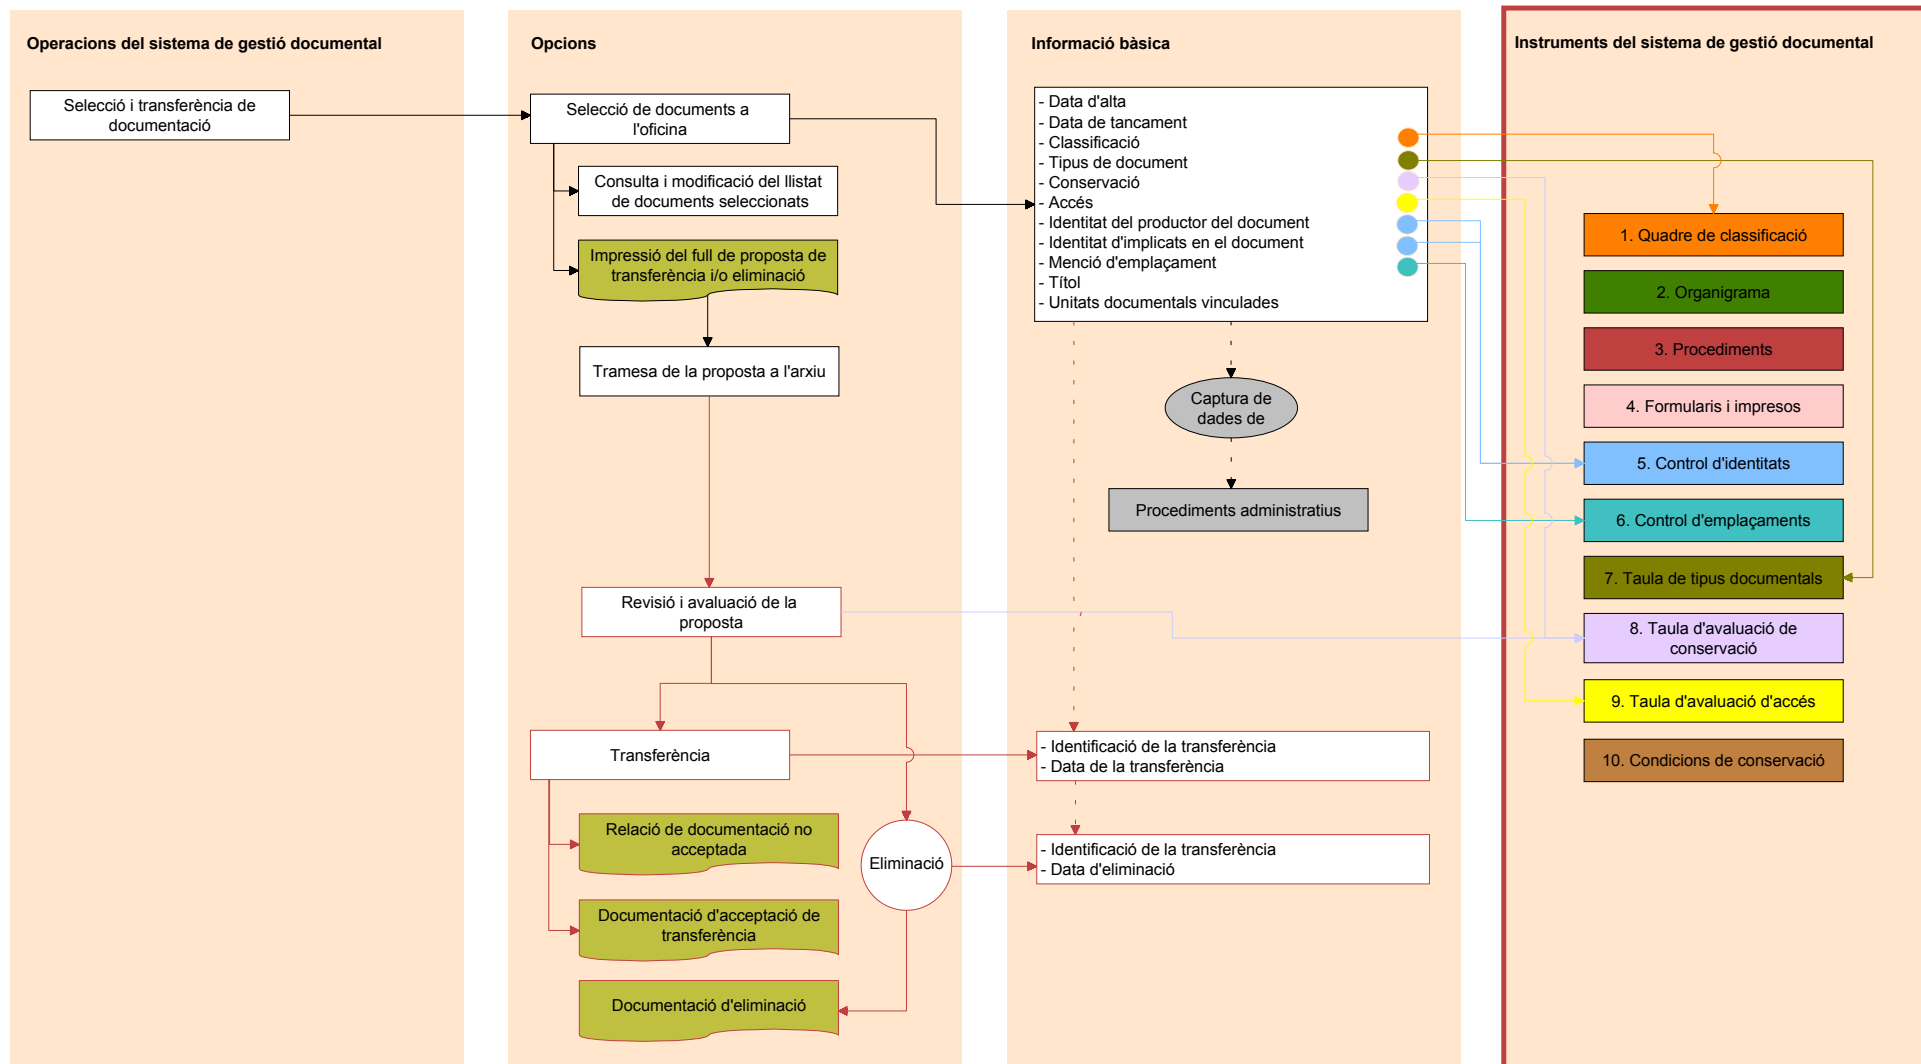 Operacions del sistema de gestió documental
Selecció i transferència de
documentació
Opcions
Selecció de documents a
l'oficina
Consulta i modificació del llistat
de documents seleccionats
Impressió del full de proposta de
transferència i/o eliminació
Tramesa de la proposta a l'arxiu
Revisió i avaluació de la
proposta
Transferència
Relació de documentació no
acceptada
Eliminació
Documentació d'acceptació de
transferència
Documentació d'eliminació
Informació bàsica
- Data d'alta
- Data de tancament
- Classificació
- Tipus de document
- Conservació
- Accés
- Identitat del productor del document
- Identitat d'implicats en el document
- Menció d'emplaçament
- Títol
- Unitats documentals vinculades
Captura de
dades de
Procediments administratius
- Identificació de la transferència
- Data de la transferència
- Identificació de la transferència
- Data d'eliminació
Instruments del sistema de gestió documental
1. Quadre de classificació
2. Organigrama
3. Procediments
4. Formularis i impresos
5. Control d'identitats
6. Control d'emplaçaments
7. Taula de tipus documentals
8. Taula d'avaluació de
conservació
9. Taula d'avaluació d'accés
10. Condicions de conservació